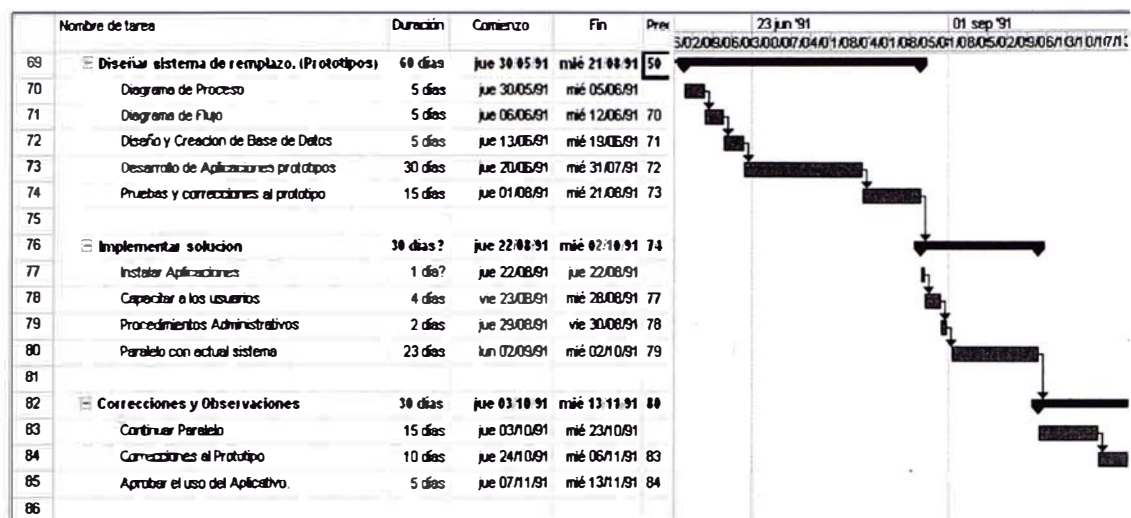 Nombre de tarea Duración Comienzo Fin 23 jun '91 01 sep '91
69 Diseñar sistema de remplazo. (Prototipos) 60 días jue 30/05/91 mié 21/08/91 50
70 Diagrama de Proceso 5 días jue 30/05/91 mié 05/06/91
71 Diagrama de Flujo 5 días jue 06/06/91 mié 12/06/91 70
72 Diseño y Creacion de Base de Datos 5 días jue 13/06/91 mié 19/06/91 71
73 Desarrollo de Aplicaciones prototipos 30 días jue 20/06/91 mié 31/07/91 72
74 Pruebas y correcciones al prototipo 15 días jue 01/08/91 mié 21/08/91 73
75
76 Implementar solucion 30 días? jue 22/08/91 mié 02/10/91 74
77 Instalar Aplicaciones 1 día? jue 22/08/91 jue 22/08/91
78 Capacitar a los usuarios 4 días vie 23/08/91 mié 28/08/91 77
79 Procedimientos Administrativos 2 días jue 29/08/91 vie 30/08/91 78
80 Paralelo con actual sistema 23 días lun 02/09/91 mié 02/10/91 79
81
82 Correcciones y Observaciones 30 días jue 03/10/91 mié 13/11/91 80
83 Continuar Paralelo 15 días jue 03/10/91 mié 23/10/91
84 Correcciones al Prototipo 10 días jue 24/10/91 mié 06/11/91 83
85 Aprobar el uso del Aplicativo. 5 días jue 07/11/91 mié 13/11/91 84
86